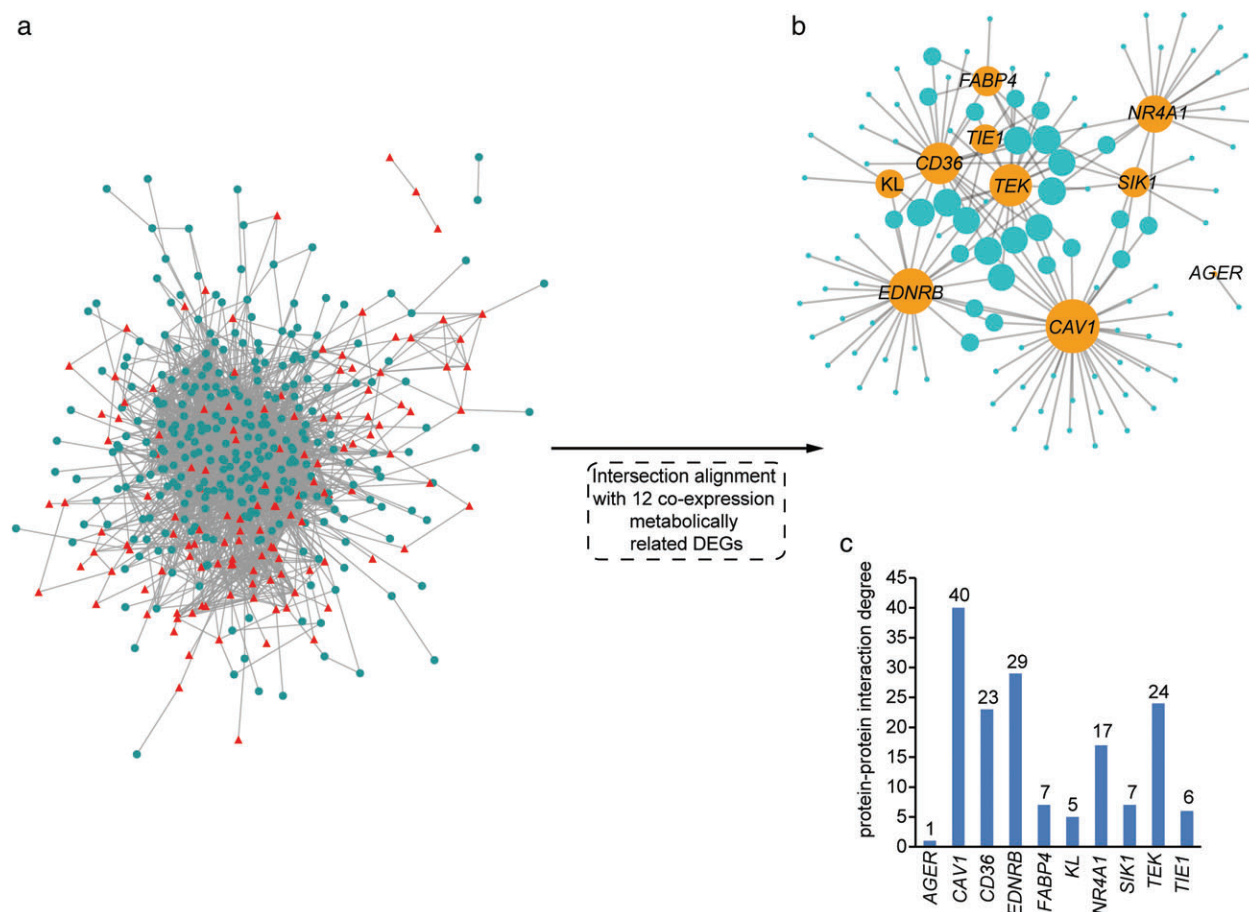 a
b
FABP4
NR4A1
TIE1
CD36
TEK
KL
SIK1
AGER
EDNRB
CAV1
Intersection alignment
with 12 co-expression
metabolically
related DEGs
c
protein-protein interaction degree
45
40
35
30
25
20
15
10
5
0
1
40
23
29
7
5
17
7
24
6
AGER
CAV1
CD36
EDNRB
FABP4
KL
NR4A1
SIK1
TEK
TIE1